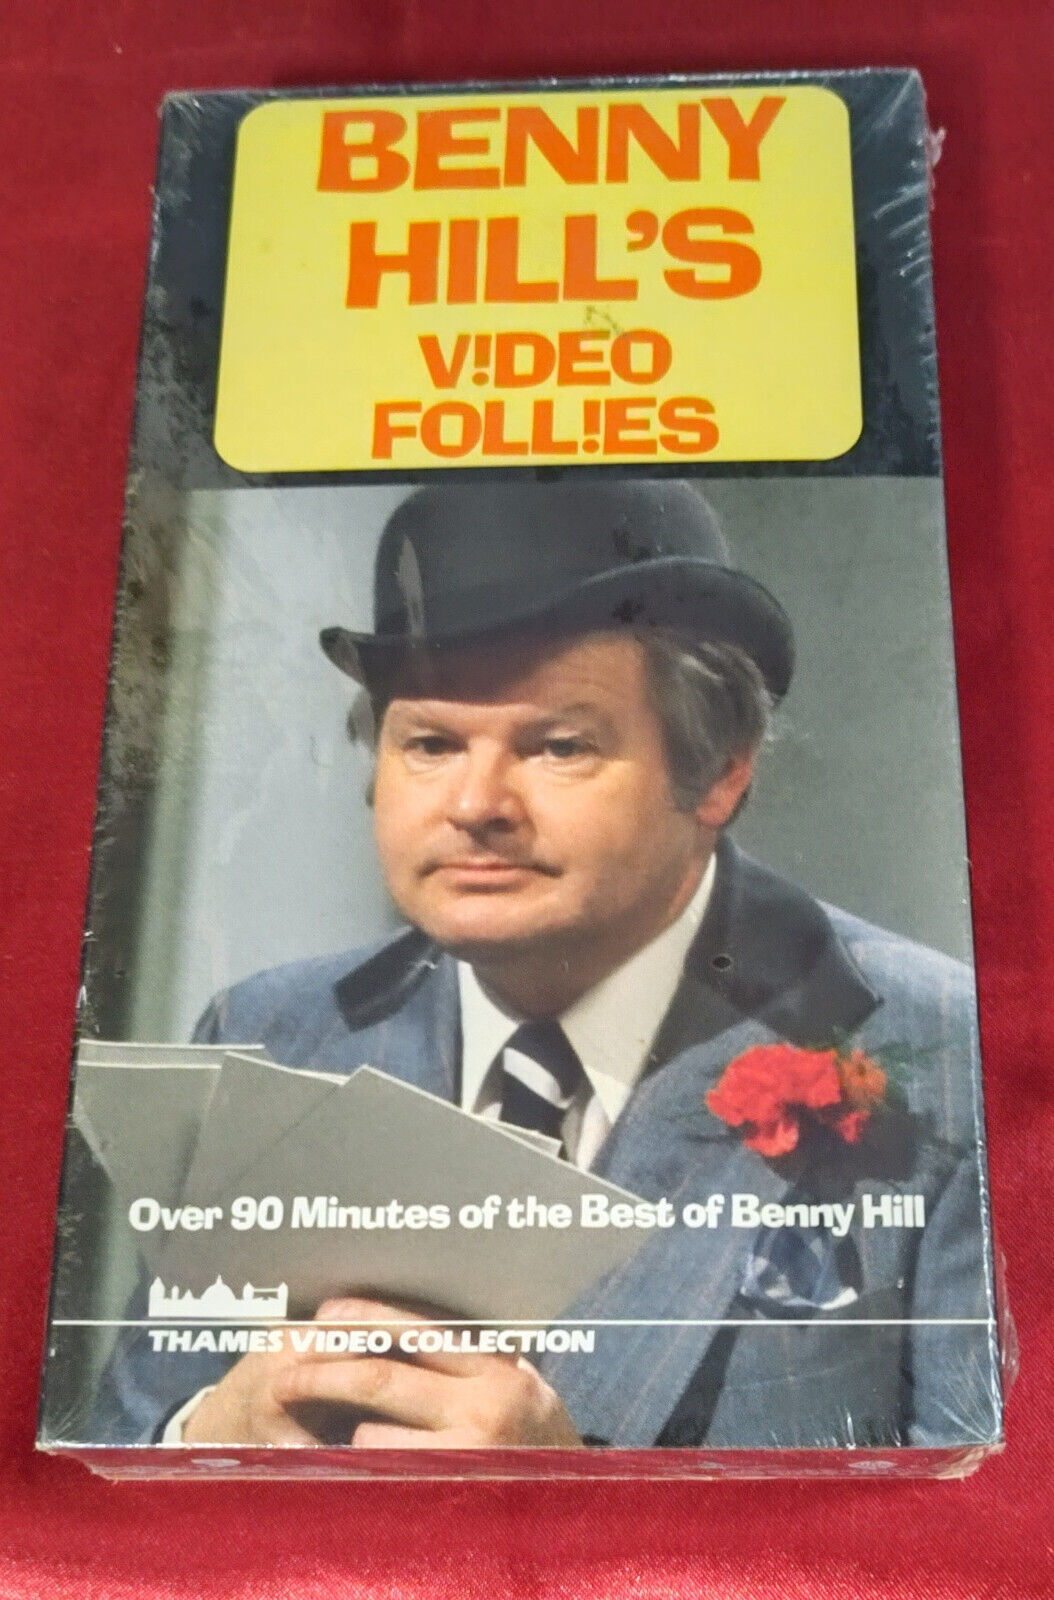 BENNY
HILL'S
V!DEO
FOLL!ES
Over 90 Minutes of the Best of Benny Hill
THAMES VIDEO COLLECTION